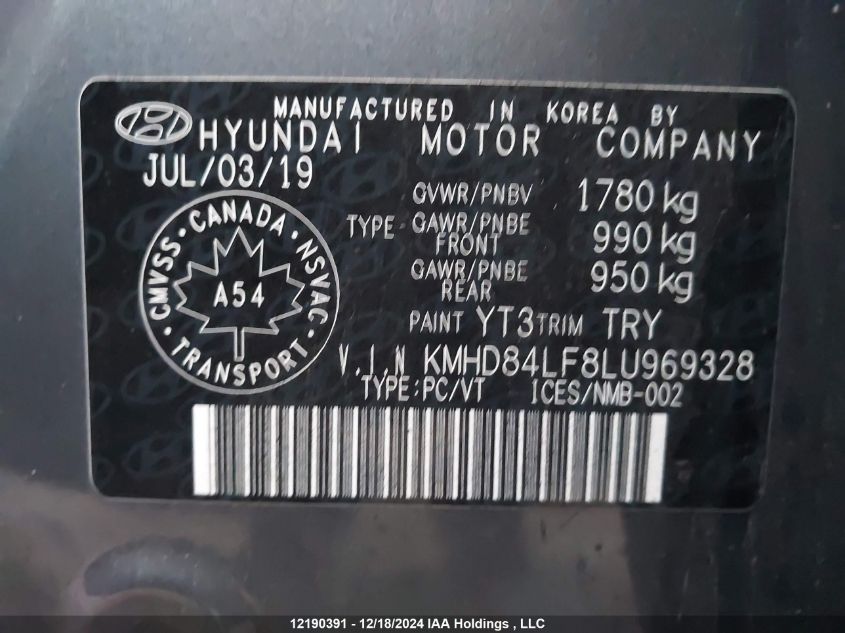 MANUFACTURED IN KOREA BY
HYUNDAI MOTOR COMPANY
JUL/03/19
GVWR/PNBV 1780 kg
TYPE- GAWR/PNBE FRONT 990 kg
GAWR/PNBE REAR 950 kg
PAINT YT3 TRIM TRY
V.I.N KMHD84LF8LU969328
TYPE:PC/VT ICES/NMB-002
CMVSS · CANADA · NSVAC · TRANSPORT ·
A54
12190391 - 12/18/2024 IAA Holdings , LLC